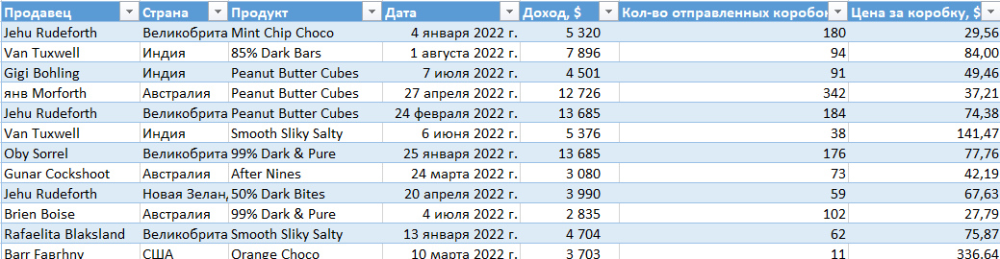 Продавец Страна Продукт Дата Доход, $ Кол-во отправленных коробок Цена за коробку, $
Jehu Rudeforth Великобрита Mint Chip Choco 4 января 2022 г. 5 320 180 29,56
Van Tuxwell Индия 85% Dark Bars 1 августа 2022 г. 7 896 94 84,00
Gigi Bohling Индия Peanut Butter Cubes 7 июля 2022 г. 4 501 91 49,46
янв Morforth Австралия Peanut Butter Cubes 27 апреля 2022 г. 12 726 342 37,21
Jehu Rudeforth Великобрита Peanut Butter Cubes 24 февраля 2022 г. 13 685 184 74,38
Van Tuxwell Индия Smooth Sliky Salty 6 июня 2022 г. 5 376 38 141,47
Oby Sorrel Великобрита 99% Dark & Pure 25 января 2022 г. 13 685 176 77,76
Gunar Cockshoot Австралия After Nines 24 марта 2022 г. 3 080 73 42,19
Jehu Rudeforth Новая Зелан 50% Dark Bites 20 апреля 2022 г. 3 990 59 67,63
Brien Boise Австралия 99% Dark & Pure 4 июля 2022 г. 2 835 102 27,79
Rafaelita Blaksland Великобрита Smooth Sliky Salty 13 января 2022 г. 4 704 62 75,87
Barr Faughny США Orange Choco 10 марта 2022 г. 3 703 11 336,64